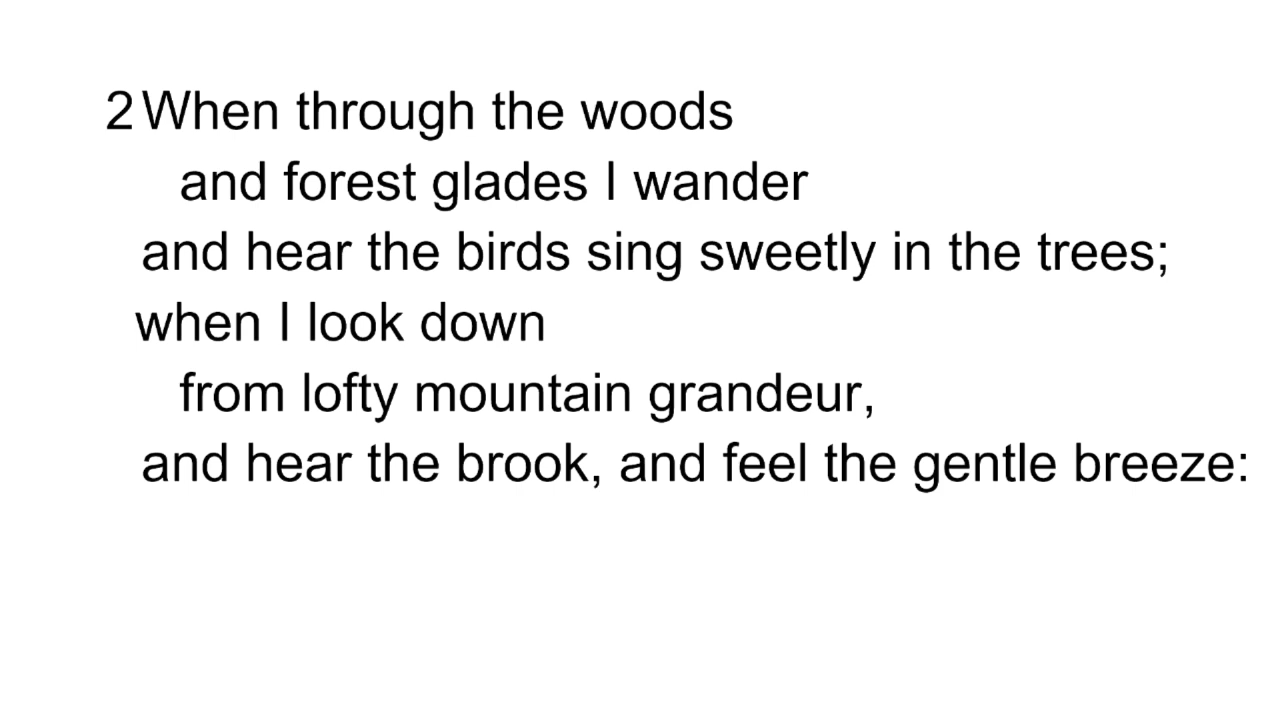 2 When through the woods
and forest glades I wander
and hear the birds sing sweetly in the trees;
when I look down
from lofty mountain grandeur,
and hear the brook, and feel the gentle breeze: